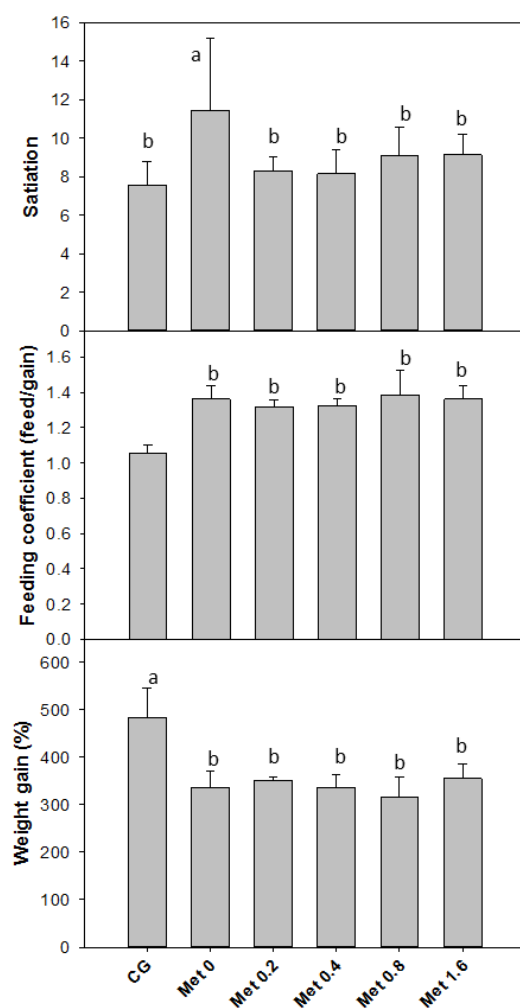 16
14
12
10
8
6
4
2
0
Satiation
b
a
b
b
b
b
1.6
1.4
1.2
1.0
0.8
0.6
0.4
0.2
0.0
Feeding coefficient (feed/gain)
b
b
b
b
b
600
500
400
300
200
100
0
Weight gain (%)
a
b
b
b
b
b
CG
Met 0
Met 0.2
Met 0.4
Met 0.8
Met 1.6